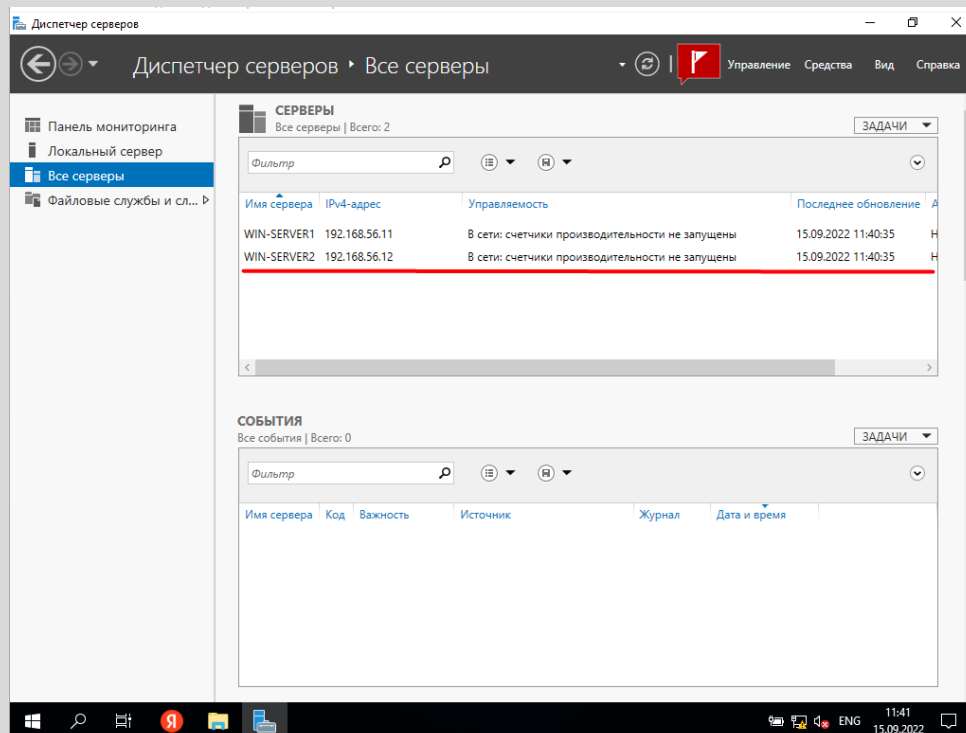 Диспетчер серверов
Диспетчер серверов ‣ Все серверы
Управление Средства Вид Справка
Панель мониторинга
Локальный сервер
Все серверы
Файловые службы и сл...
СЕРВЕРЫ
Все серверы | Всего: 2
ЗАДАЧИ
Фильтр
Имя сервера IPv4-адрес Управляемость Последнее обновление А
WIN-SERVER1 192.168.56.11 В сети: счетчики производительности не запущены 15.09.2022 11:40:35 Н
WIN-SERVER2 192.168.56.12 В сети: счетчики производительности не запущены 15.09.2022 11:40:35 Н
СОБЫТИЯ
Все события | Всего: 0
ЗАДАЧИ
Фильтр
Имя сервера Код Важность Источник Журнал Дата и время
Я
ENG
11:41
15.09.2022